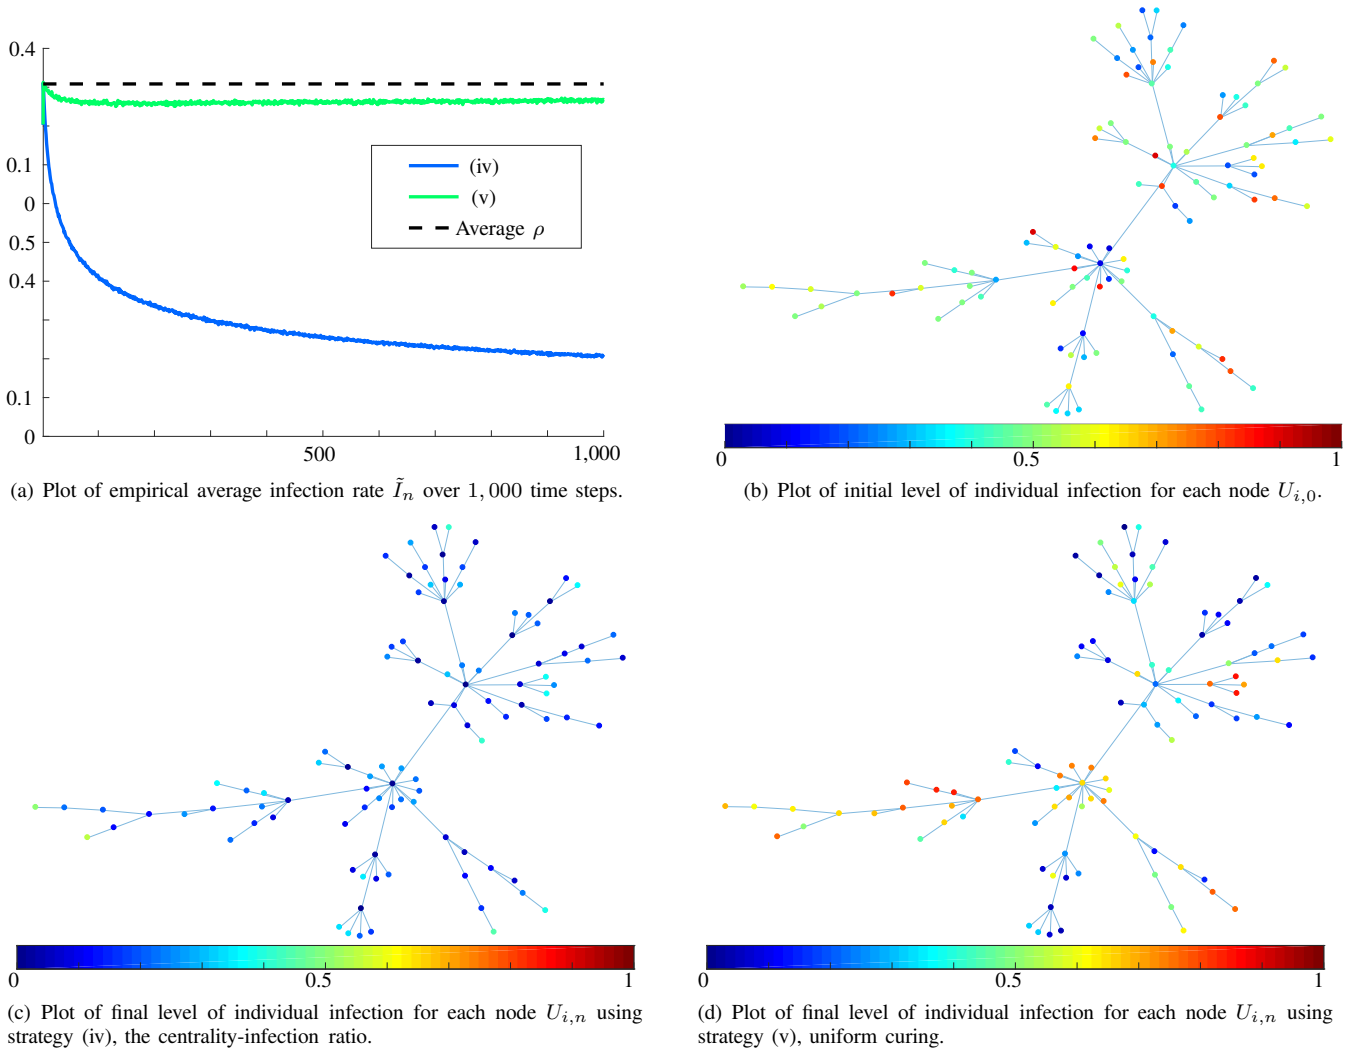 0.4
0.1
0
0.5
0.4
0.1
0
500
1,000
(iv)
(v)
Average ρ
(a) Plot of empirical average infection rate Ĩ_n over 1,000 time steps.
0
0.5
1
(b) Plot of initial level of individual infection for each node U_{i,0}.
0
0.5
1
(c) Plot of final level of individual infection for each node U_{i,n} using
strategy (iv), the centrality-infection ratio.
0
0.5
1
(d) Plot of final level of individual infection for each node U_{i,n} using
strategy (v), uniform curing.